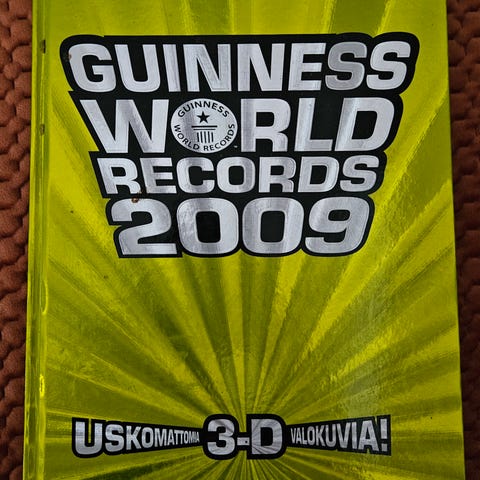 GUINNESS
WORLD
GUINNESS
WORLD RECORDS
RECORDS
2009
USKOMATTOMIA 3-D VALOKUVIA!